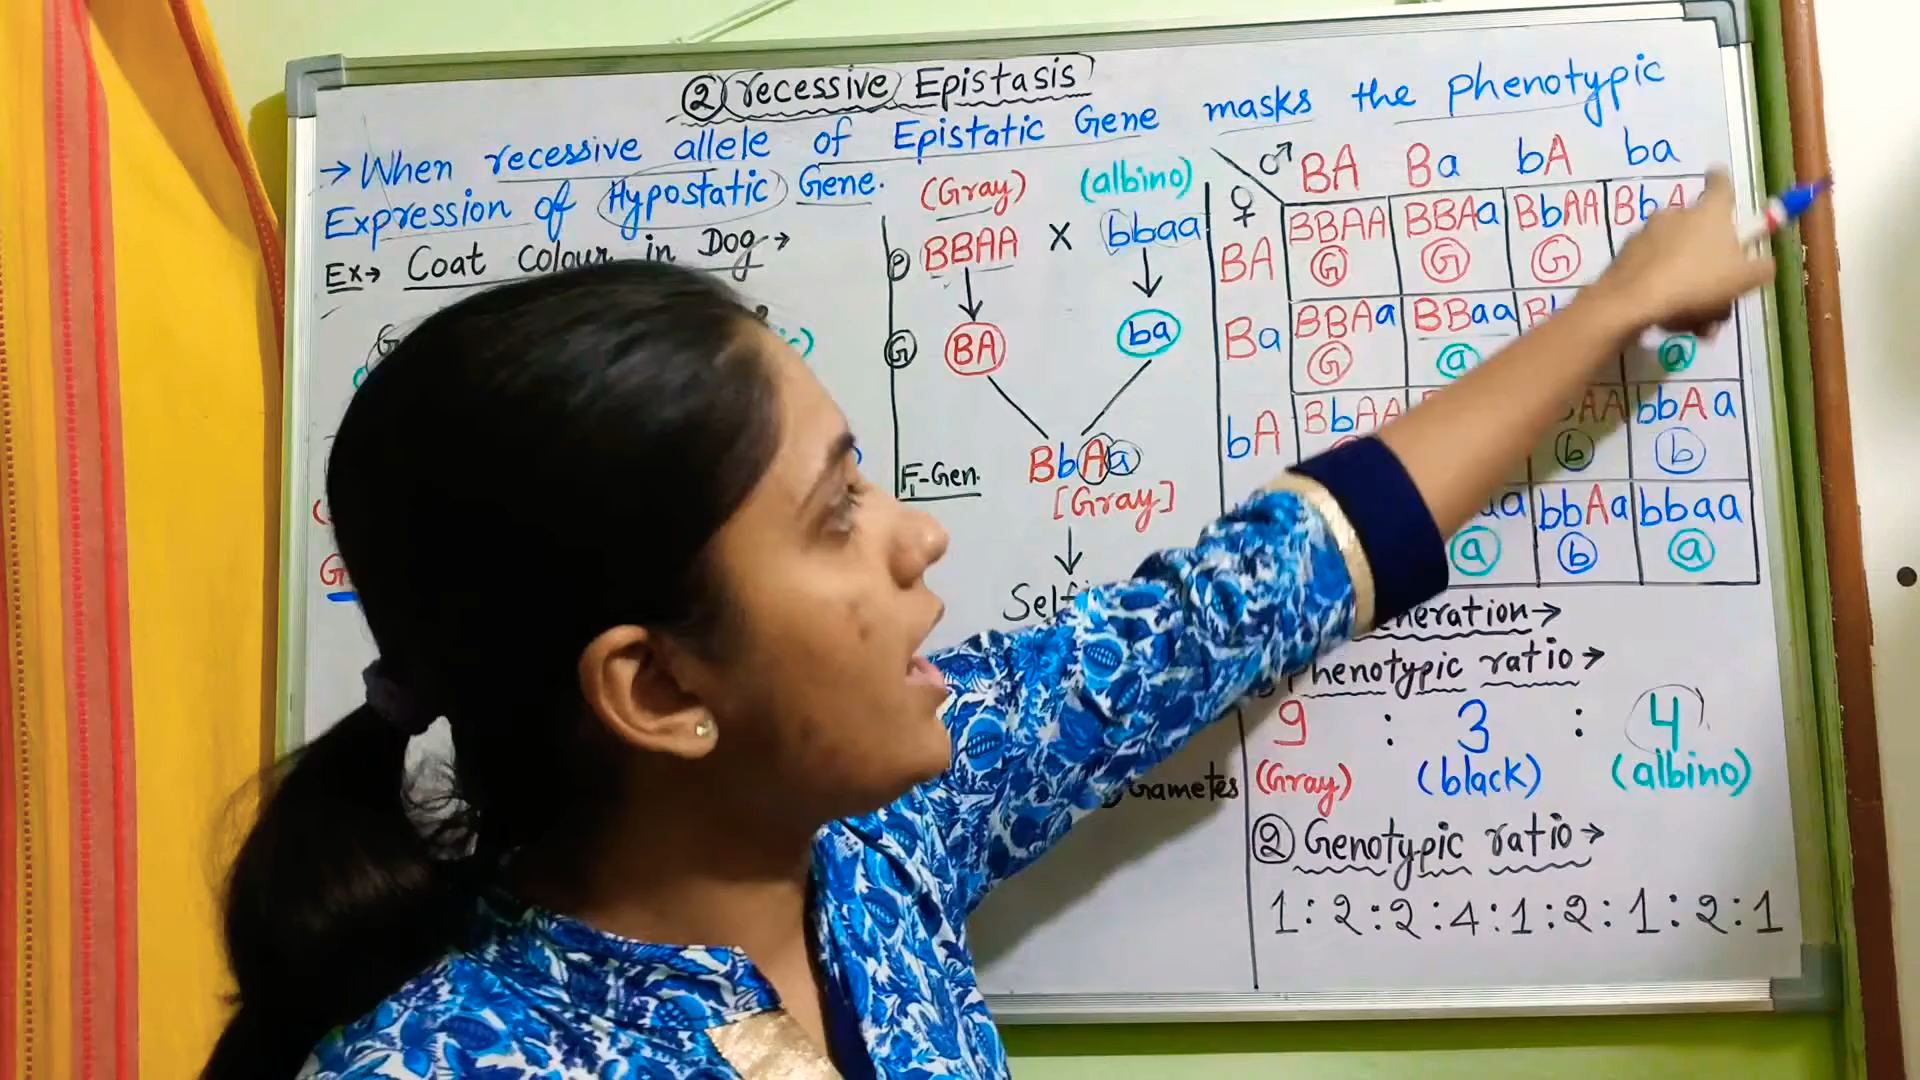 ② recessive Epistasis
→ When recessive allele of Epistatic Gene masks the phenotypic
Expression of Hypostatic Gene.
Ex→ Coat Colour in Dog →
(Gray) (albino)
P BBAA X bbaa
G BA ba
F1-Gen. BbAa
[Gray]
Gametes
♂ BA Ba bA ba
♀
BA BBAA BBAa BbAA
G G G
Ba BBAa BBaa
G a a
bA BbAA bbAa
b b
bbAa bbaa
a b a
Phenotypic ratio →
9 : 3 : 4
(Gray) (black) (albino)
② Genotypic ratio →
1 : 2 : 2 : 4 : 1 : 2 : 1 : 2 : 1